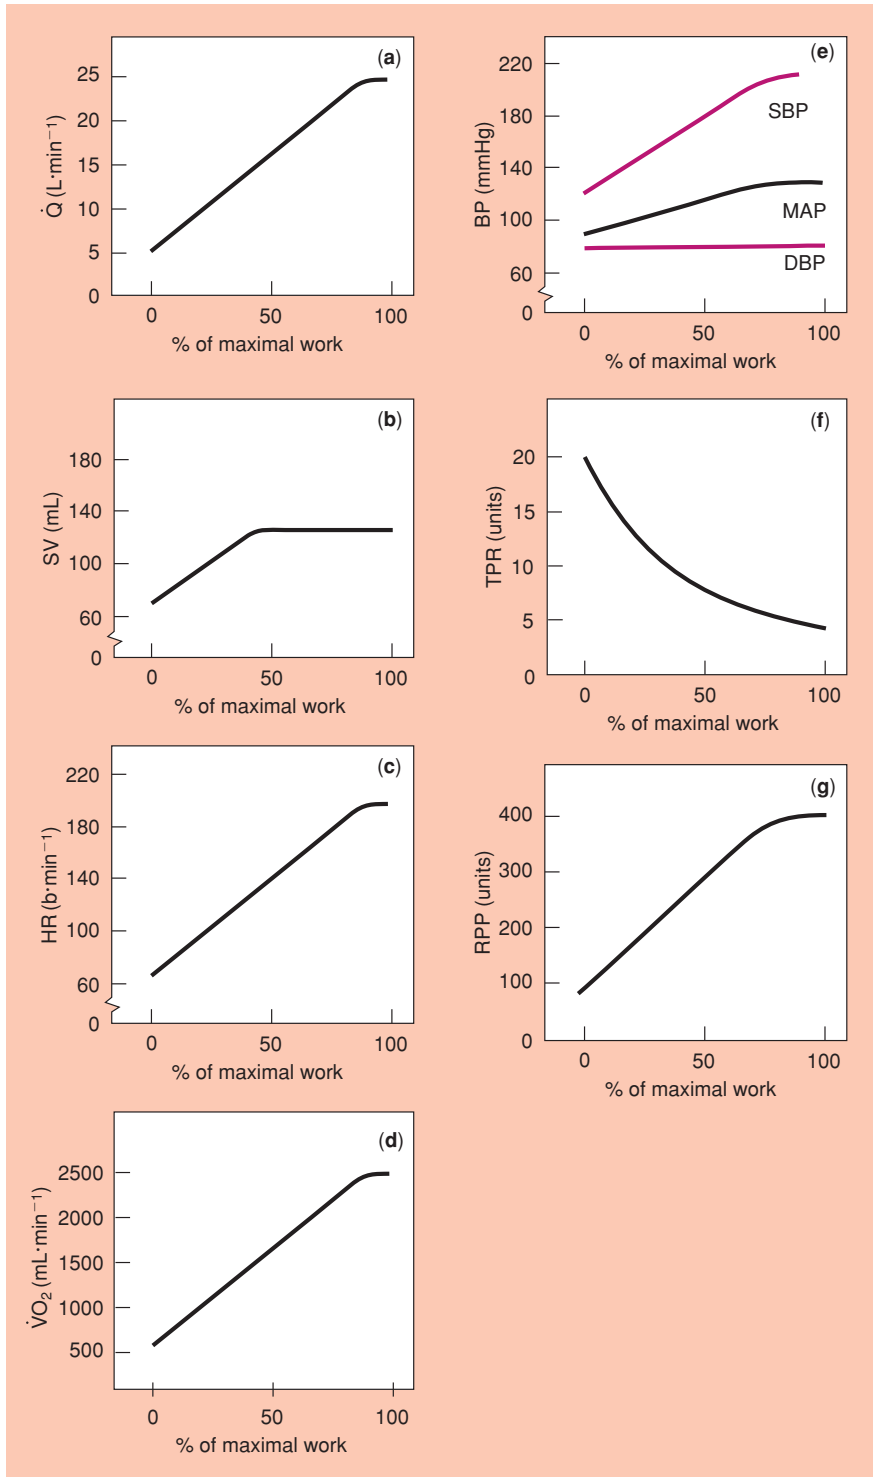 (a)
25
20
15
10
5
0
Q̇ (L·min⁻¹)
0 50 100
% of maximal work
(b)
180
140
100
60
0
SV (mL)
0 50 100
% of maximal work
(c)
220
180
140
100
60
0
HR (b·min⁻¹)
0 50 100
% of maximal work
(d)
2500
2000
1500
1000
500
V̇O₂ (mL·min⁻¹)
0 50 100
% of maximal work
(e)
220
180
140
100
60
0
BP (mmHg)
SBP
MAP
DBP
0 50 100
% of maximal work
(f)
20
15
10
5
0
TPR (units)
0 50 100
% of maximal work
(g)
400
300
200
100
0
RPP (units)
0 50 100
% of maximal work